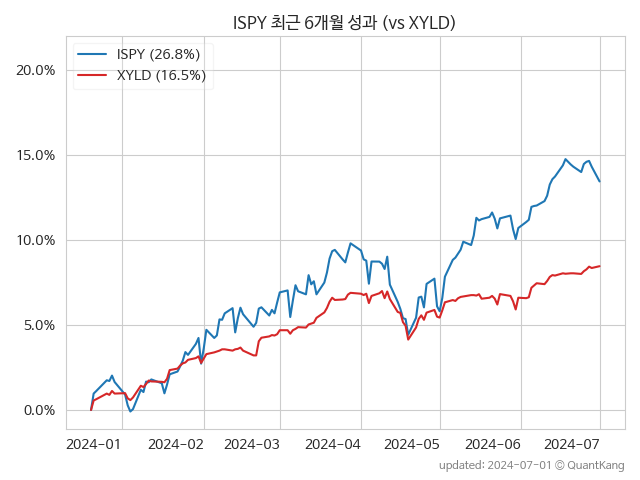 ISPY 최근 6개월 성과 (vs XYLD)
ISPY (26.8%)
XYLD (16.5%)
20.0%
15.0%
10.0%
5.0%
0.0%
2024-01 2024-02 2024-03 2024-04 2024-05 2024-06 2024-07
updated: 2024-07-01 © QuantKang